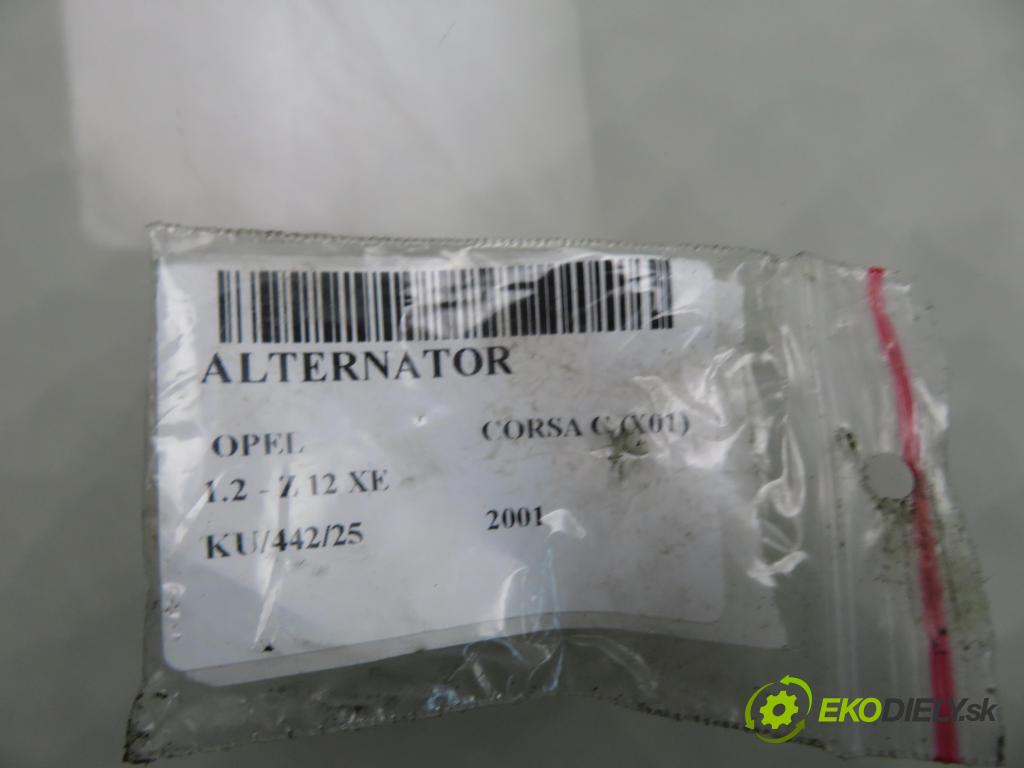 ALTERNATOR
OPEL CORSA C (X01)
1.2 - Z 12 XE
KU/442/25 2001
EKODIELY.sk